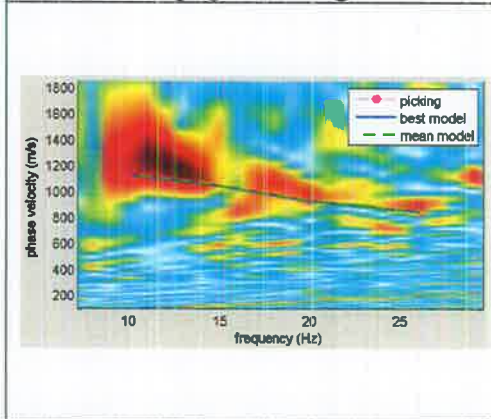 1800
1600
1400
1200
1000
800
600
400
200
phase velocity (m/s)
10 15 20 25
frequency (Hz)
picking
best model
mean model